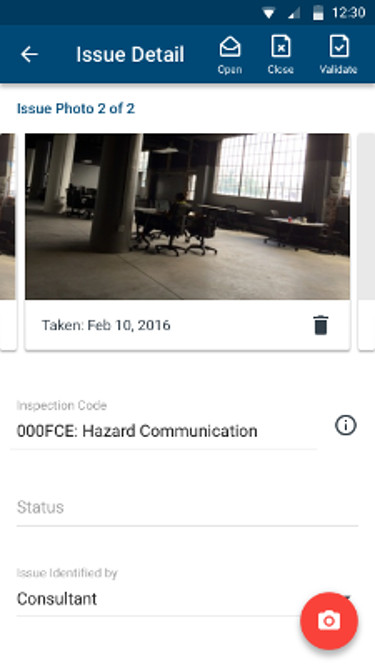 12:30
Issue Detail
Open
Close
Validate
Issue Photo 2 of 2
Taken: Feb 10, 2016
Inspection Code
000FCE: Hazard Communication
Status
Issue Identified by
Consultant